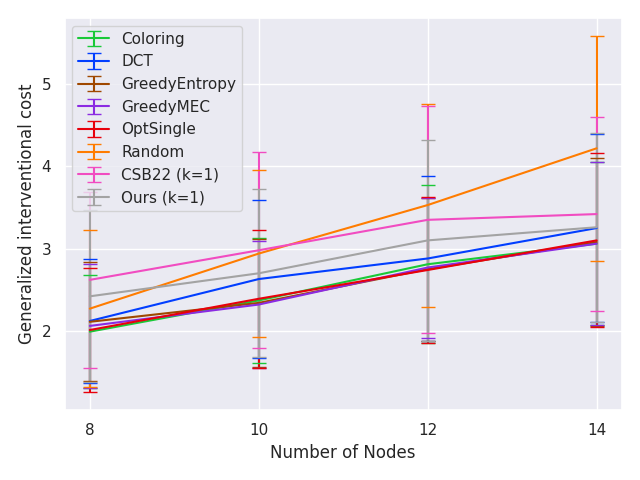 Coloring
DCT
GreedyEntropy
GreedyMEC
OptSingle
Random
CSB22 (k=1)
Ours (k=1)
Generalized interventional cost
5
4
3
2
8
10
12
14
Number of Nodes